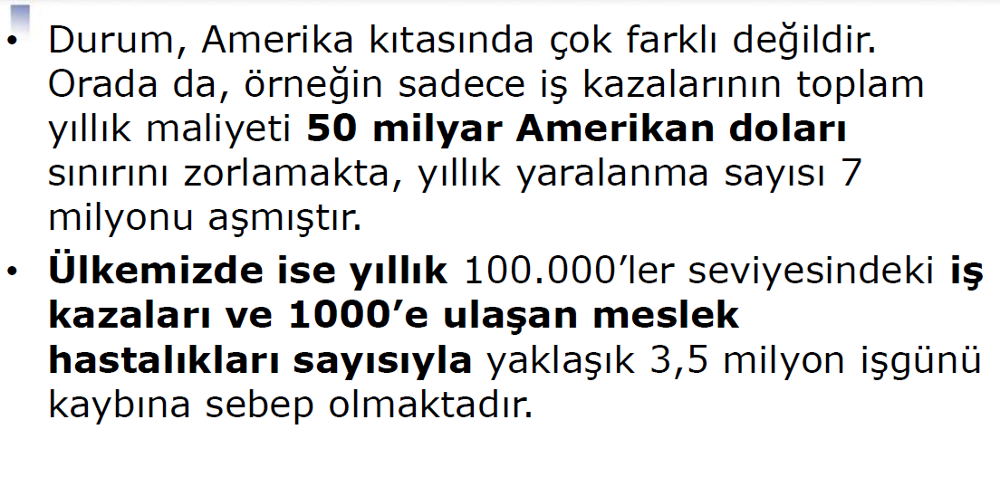 • Durum, Amerika kıtasında çok farklı değildir.
Orada da, örneğin sadece iş kazalarının toplam
yıllık maliyeti 50 milyar Amerikan doları
sınırını zorlamakta, yıllık yaralanma sayısı 7
milyonu aşmıştır.
• Ülkemizde ise yıllık 100.000’ler seviyesindeki iş
kazaları ve 1000’e ulaşan meslek
hastalıkları sayısıyla yaklaşık 3,5 milyon işgünü
kaybına sebep olmaktadır.